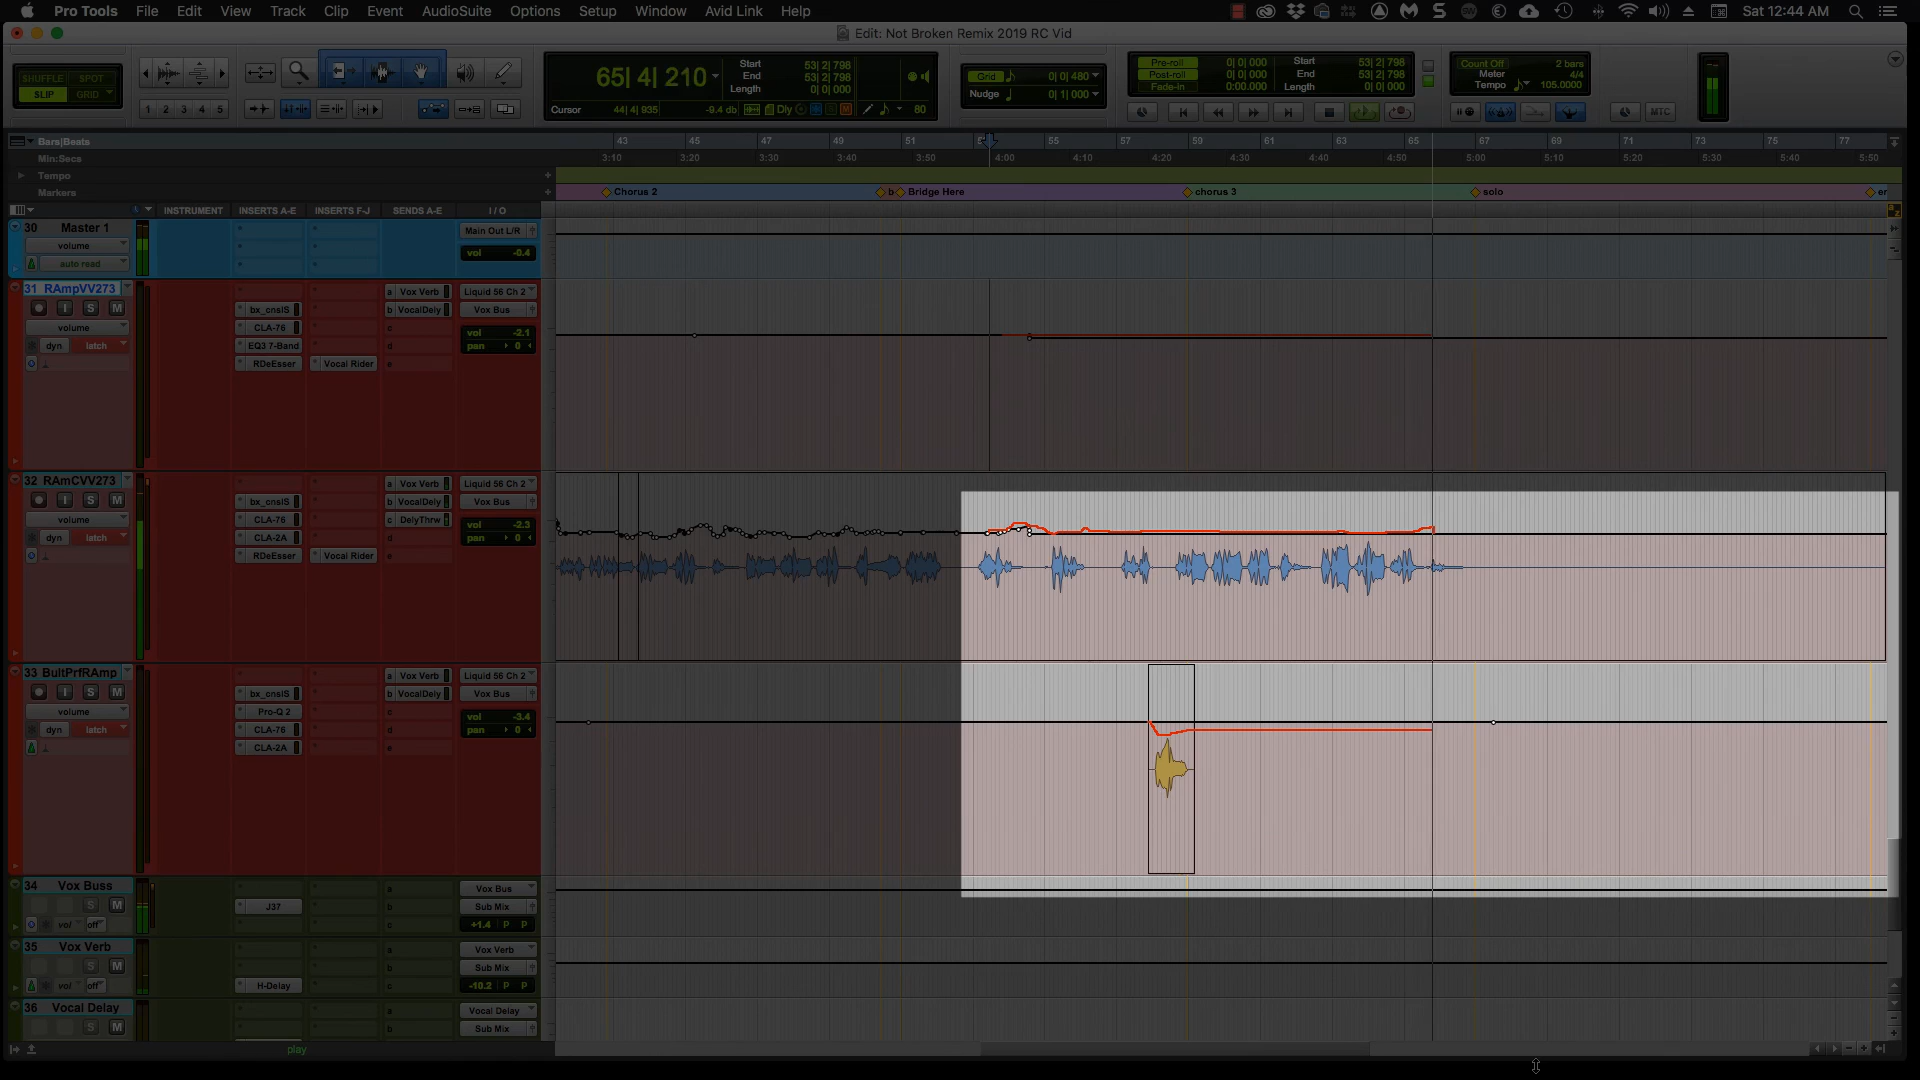 Pro Tools File Edit View Track Clip Event AudioSuite Options Setup Window Avid Link Help Sat 12:44 AM
Edit: Not Broken Remix 2019 RC Vid
SHUFFLE SPOT
SLIP GRID
1 2 3 4 5
65| 4| 210
Start 53| 2| 798
End 53| 2| 798
Length 0| 0| 000
Cursor 44| 4| 935 -9.4 db Dly 80
Grid 0| 0| 480
Nudge 0| 1| 000
Pre-roll 0| 0| 000 Start 53| 2| 798
Post-roll 0| 0| 000 End 53| 2| 798
Fade-in 0:00.000 Length 0| 0| 000
Count Off 2 bars
Meter 4/4
Tempo 105.0000
MTC
Bars|Beats 43 45 47 49 51 55 57 59 61 63 65 67 69 71 73 75 77
Min:Secs 3:10 3:20 3:30 3:40 3:50 4:00 4:10 4:20 4:30 4:40 4:50 5:00 5:10 5:20 5:30 5:40 5:50
Tempo
Markers Chorus 2 b Bridge Here chorus 3 solo er
INSTRUMENT INSERTS A-E INSERTS F-J SENDS A-E I / O
30 Master 1 Main Out L/R
volume
vol -0.4
auto read
31 RAmpVV273 a Vox Verb Liquid 56 Ch 2
I S M bx_cnslS b VocalDely Vox Bus
volume CLA-76 c vol -2.1
dyn latch EQ3 7-Band d pan 0
RDeEsser Vocal Rider e
32 RAmCVV273 a Vox Verb Liquid 56 Ch 2
I S M bx_cnslS b VocalDely Vox Bus
volume CLA-76 c DelyThrw vol -2.3
dyn latch CLA-2A d pan 0
RDeEsser Vocal Rider e
33 BultPrfRAmp a Vox Verb Liquid 56 Ch 2
I S M bx_cnslS b VocalDely Vox Bus
volume Pro-Q 2 c vol -3.4
dyn latch CLA-76 d pan 0
CLA-2A e
34 Vox Buss a Vox Bus
S M J37 b Sub Mix
vol off c +1.4 P P
35 Vox Verb a Vox Verb
S M b Sub Mix
vol off H-Delay c -10.2 P P
36 Vocal Delay a Vocal Delay
S M b Sub Mix
play